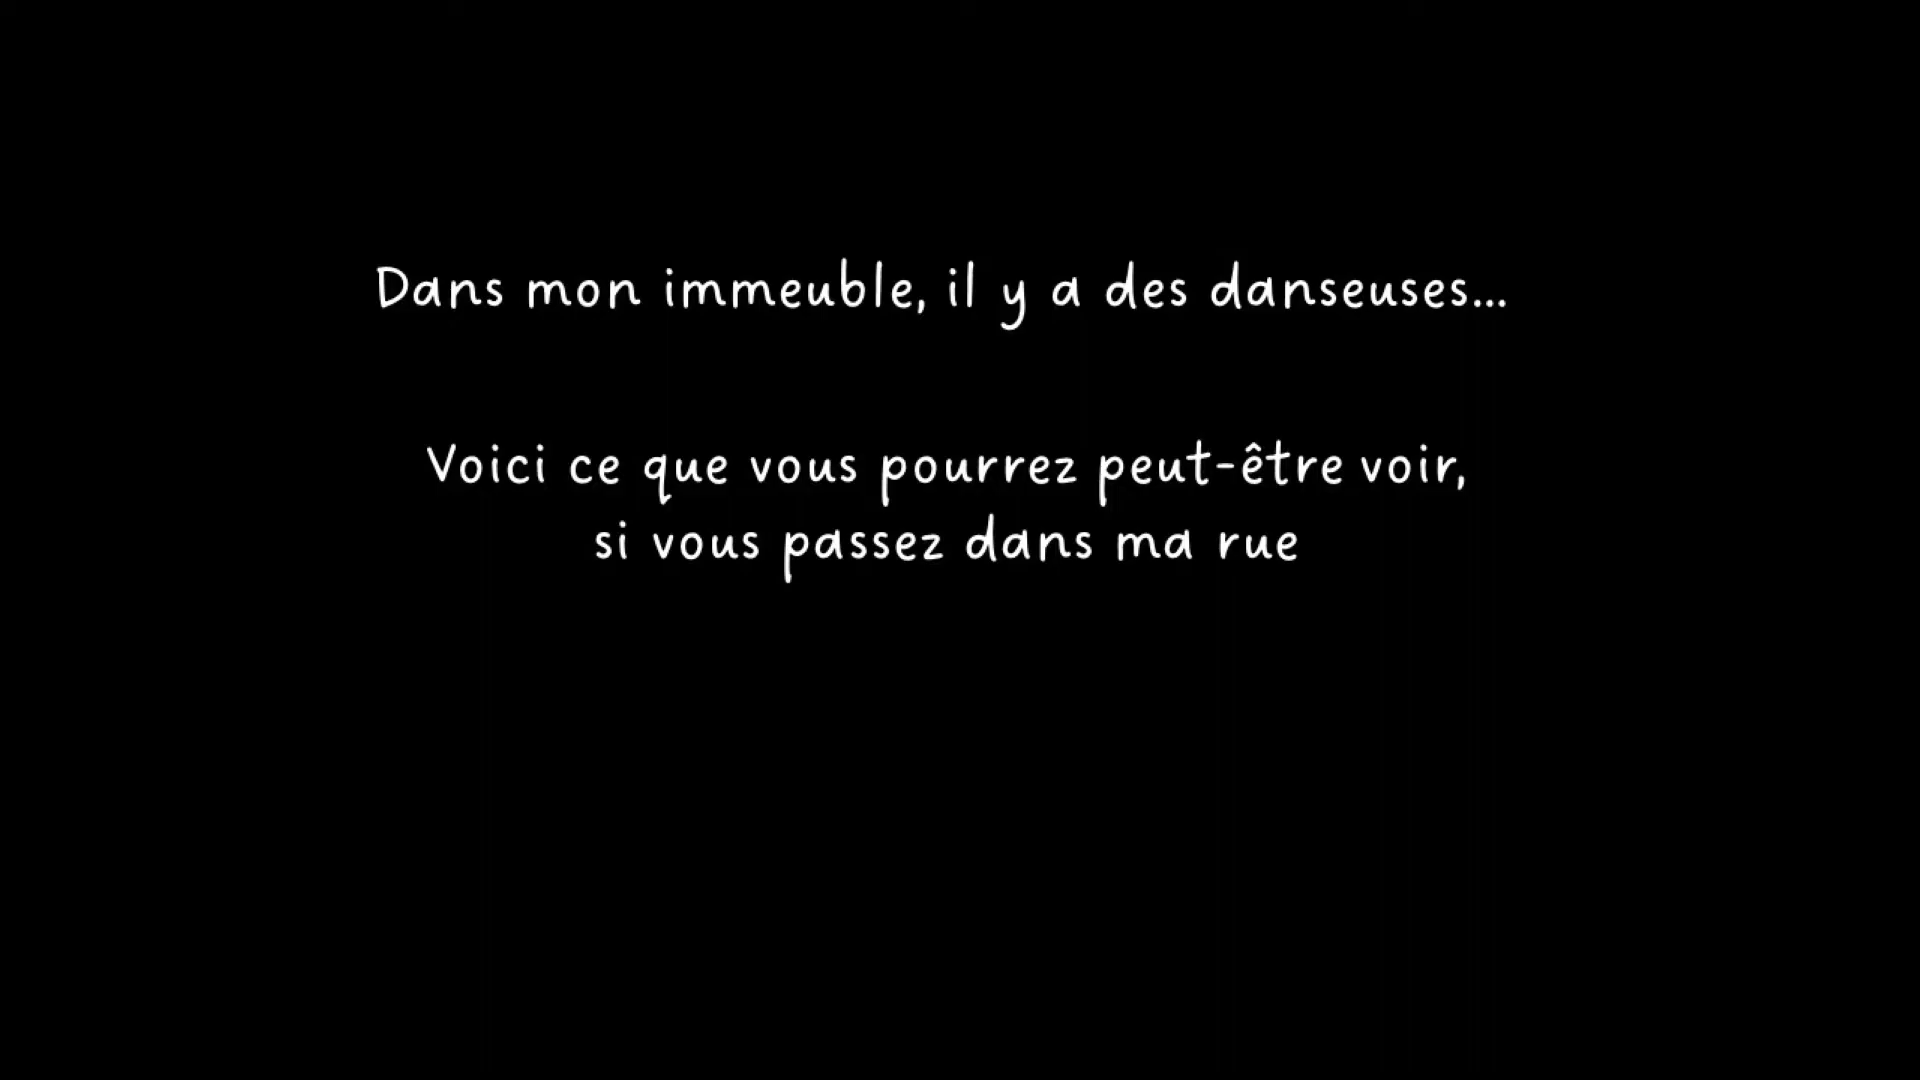 Dans mon immeuble, il y a des danseuses...
Voici ce que vous pourrez peut-être voir,
si vous passez dans ma rue